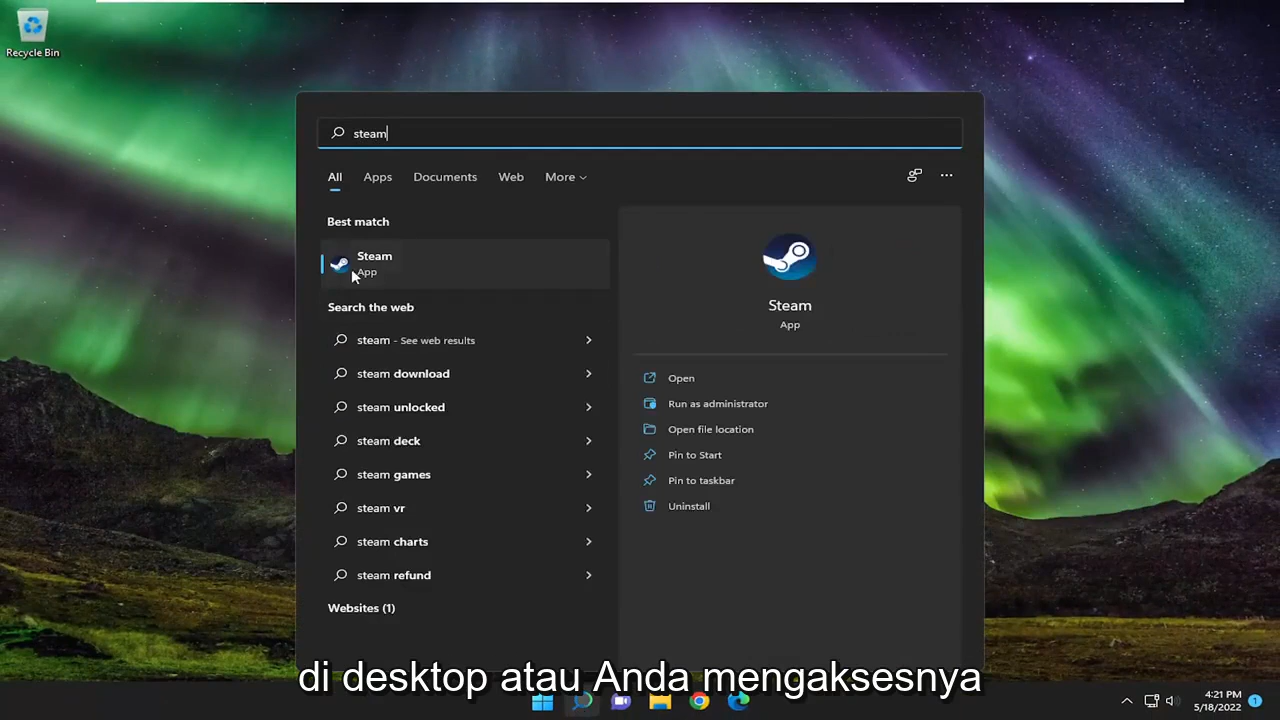 Recycle Bin
steam
All Apps Documents Web More
Best match
Steam
App
Search the web
steam - See web results
steam download
steam unlocked
steam deck
steam games
steam vr
steam charts
steam refund
Websites (1)
Steam
App
Open
Run as administrator
Open file location
Pin to Start
Pin to taskbar
Uninstall
di desktop atau Anda mengaksesnya
4:21 PM
5/18/2022
1